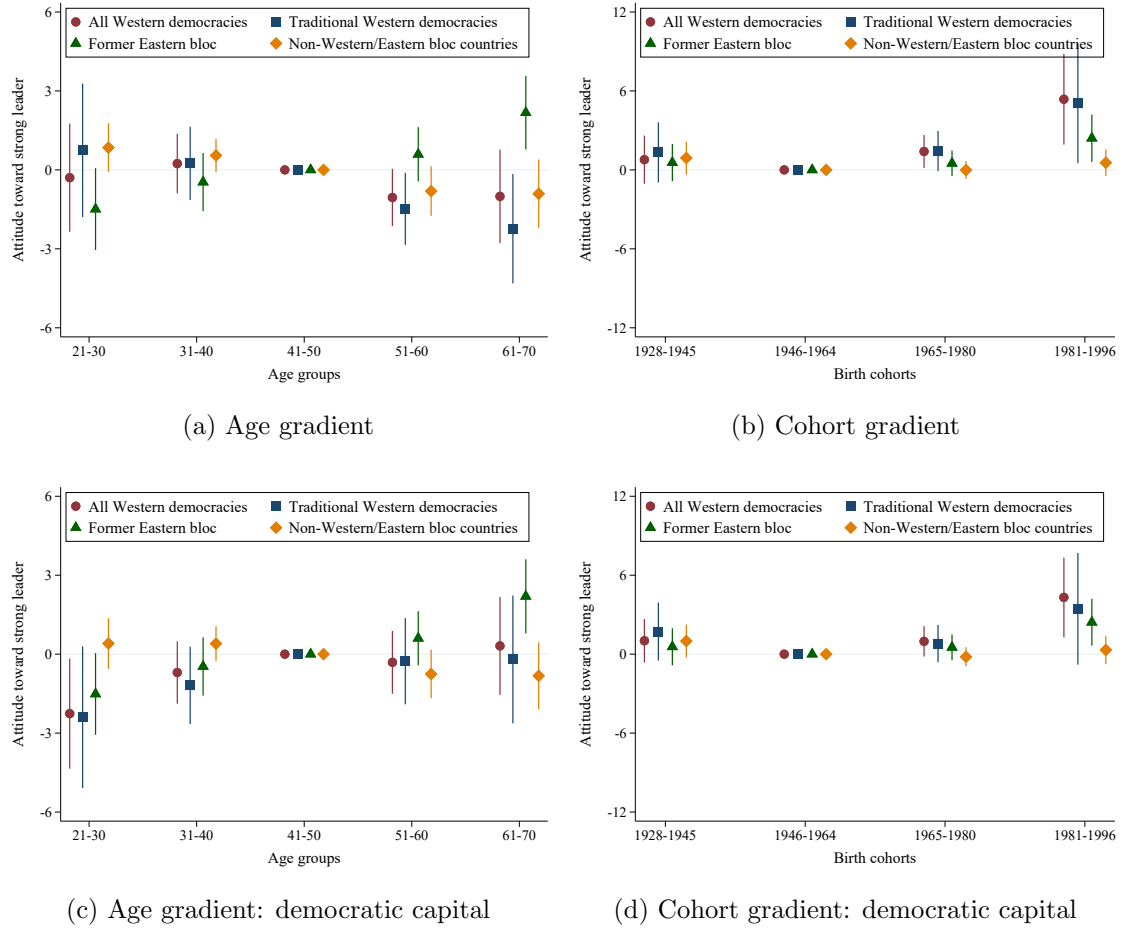 All Western democracies
Traditional Western democracies
Former Eastern bloc
Non-Western/Eastern bloc countries
Attitude toward strong leader
6
3
0
-3
-6
21-30
31-40
41-50
51-60
61-70
Age groups
(a) Age gradient
All Western democracies
Traditional Western democracies
Former Eastern bloc
Non-Western/Eastern bloc countries
Attitude toward strong leader
12
6
0
-6
-12
1928-1945
1946-1964
1965-1980
1981-1996
Birth cohorts
(b) Cohort gradient
All Western democracies
Traditional Western democracies
Former Eastern bloc
Non-Western/Eastern bloc countries
Attitude toward strong leader
6
3
0
-3
-6
21-30
31-40
41-50
51-60
61-70
Age groups
(c) Age gradient: democratic capital
All Western democracies
Traditional Western democracies
Former Eastern bloc
Non-Western/Eastern bloc countries
Attitude toward strong leader
12
6
0
-6
-12
1928-1945
1946-1964
1965-1980
1981-1996
Birth cohorts
(d) Cohort gradient: democratic capital